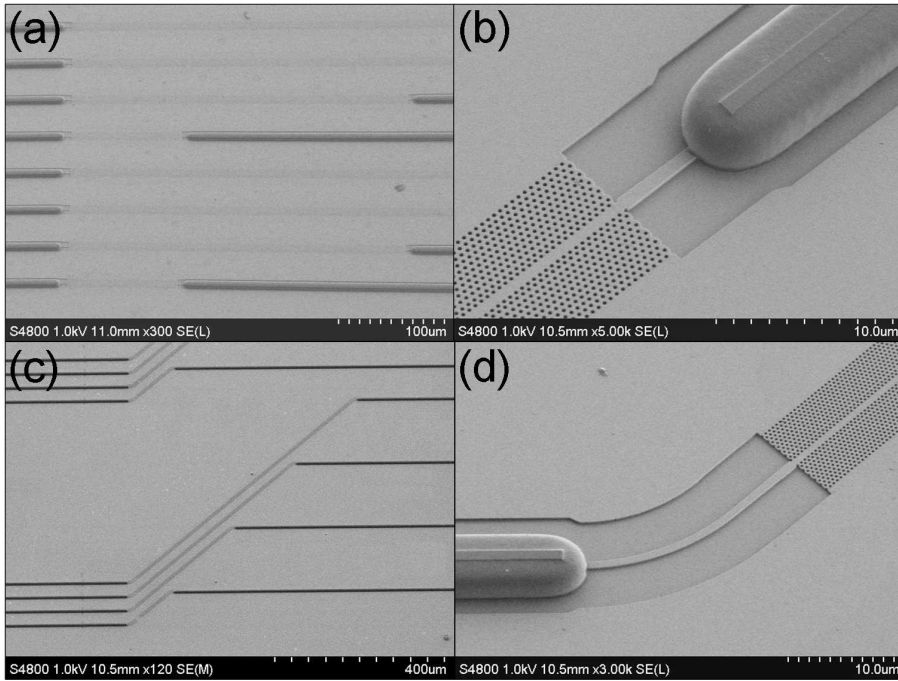 (a)
(b)
S4800 1.0kV 11.0mm x300 SE(L)
100um
S4800 1.0kV 10.5mm x5.00k SE(L)
10.0um
(c)
(d)
S4800 1.0kV 10.5mm x120 SE(M)
400um
S4800 1.0kV 10.5mm x3.00k SE(L)
10.0um